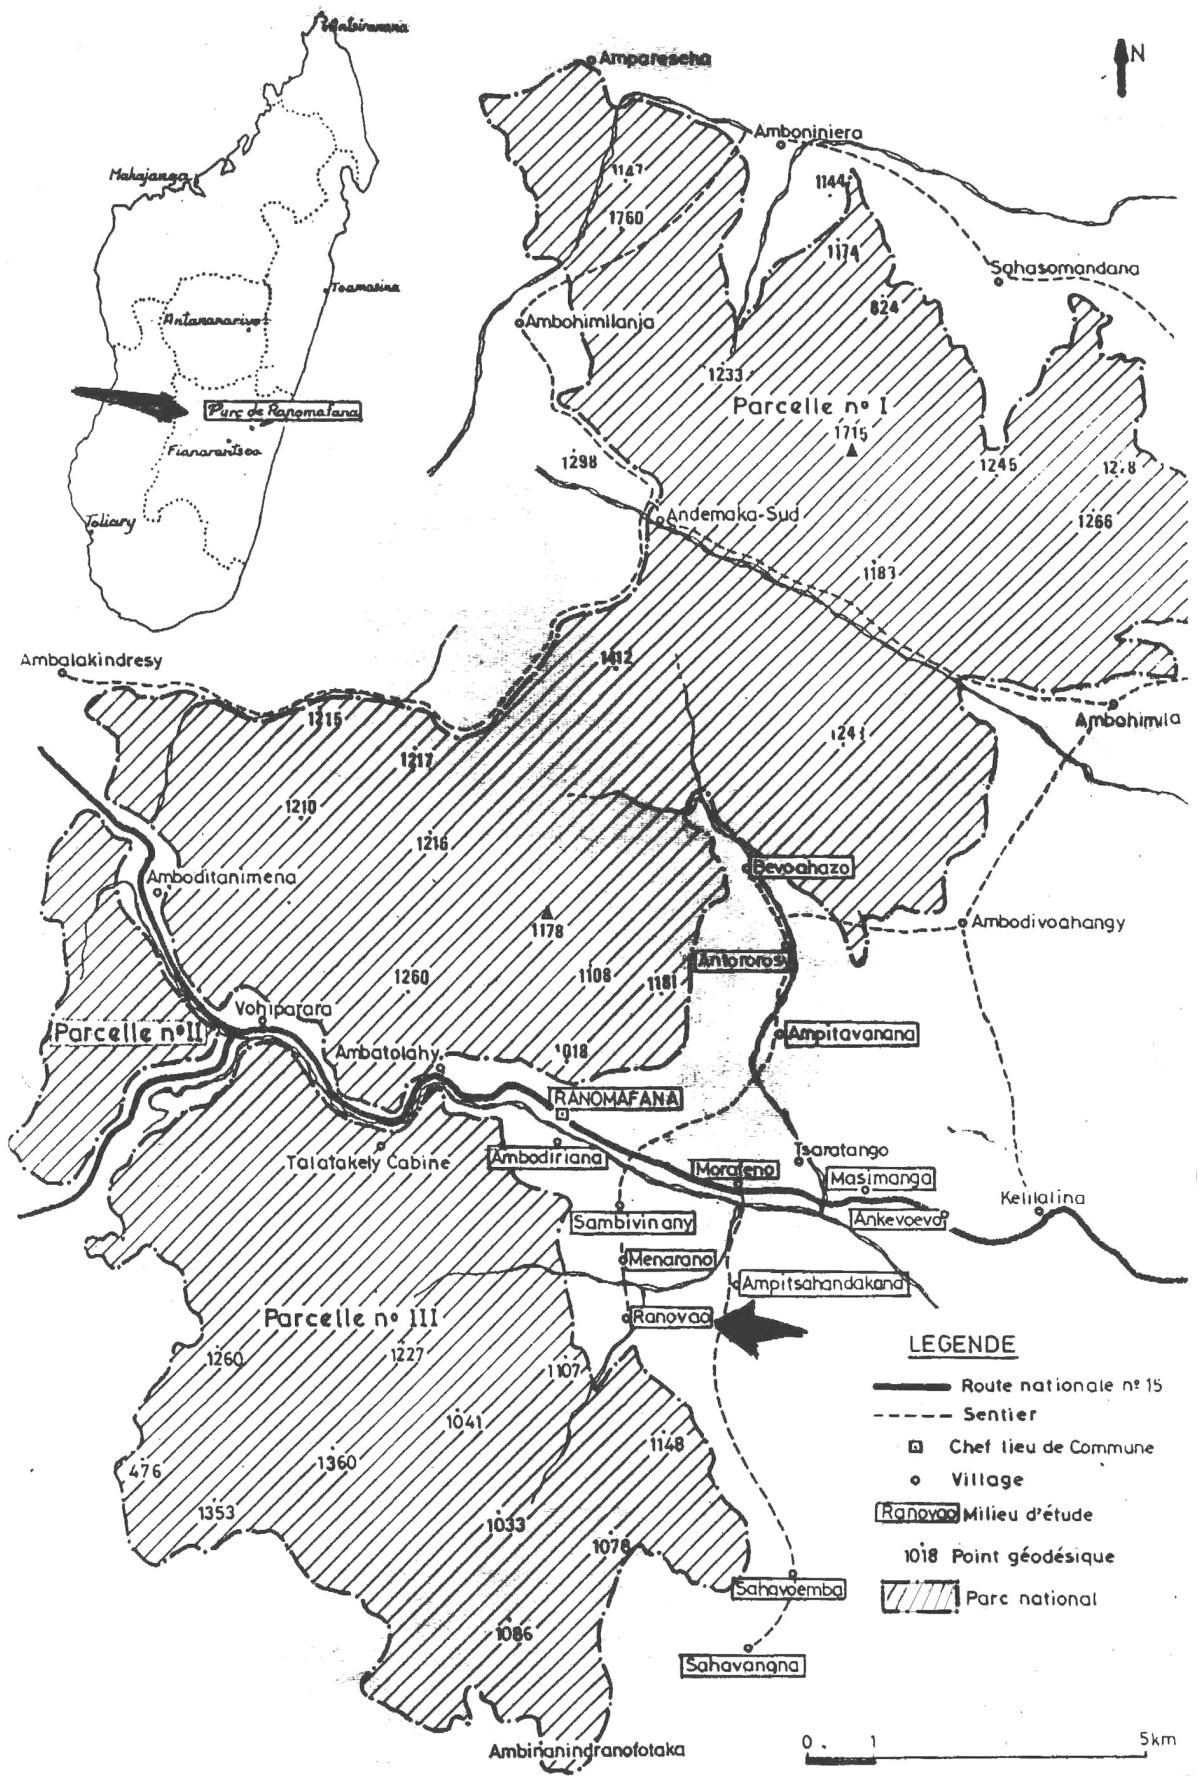 Antsiranana
Mahajanga
Toamasina
Antananarivo
Parc de Ranomafana
Fianarantsoa
Toliary
N
Ampareseha
Amboniniera
1147
1144
1760
1174
Sahasomandana
824
Ambohimilanja
1233
Parcelle nº I
1715
1298
1245
Andemaka-Sud
1266
1183
Ambalakindresy
1412
1215
Ambohimila
1217
1210
1216
Bevoahazo
Amboditanimena
1178
Ambodivoahangy
Antororosy
1260
1108
1181
Vohiparara
Parcelle nº II
Ampitavanana
Ambatolahy
1018
RANOMAFANA
Ambodiriana
Talatakely Cabine
Tsaratango
Morafeno
Masimanga
Kelilalina
Sambivinany
Ankevoevo
Menarano
Ampitsahandakana
Parcelle nº III
Ranovao
1260
1227
1107
LEGENDE
Route nationale nº 15
1041
Sentier
1148
Chef lieu de Commune
476
1360
Village
1353
1033
Ranovao Milieu d'étude
1078
1018 Point géodésique
Sahavoemba
Parc national
1086
Sahavangna
Ambinanindranofotaka
0 1 5km